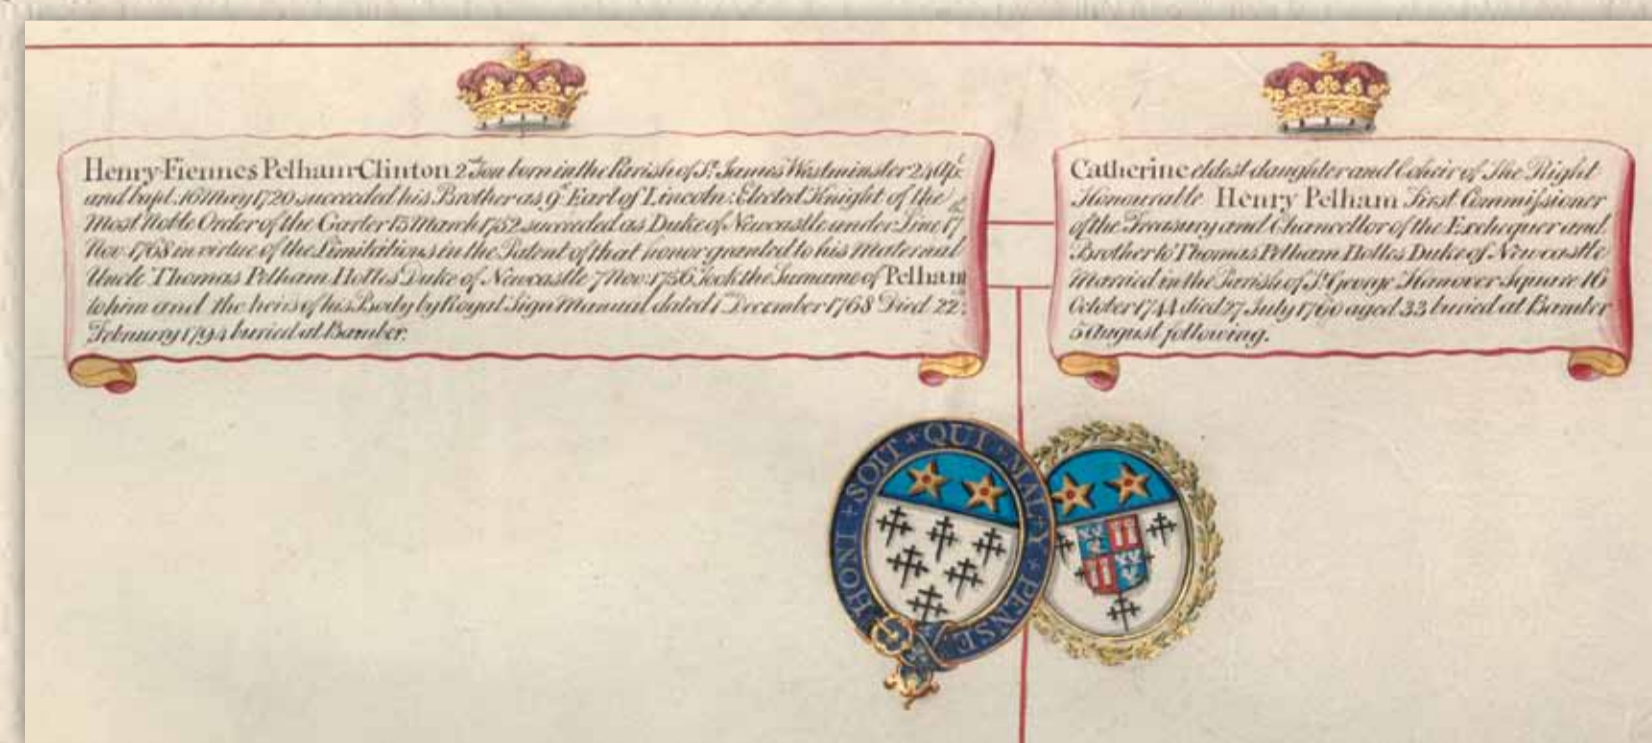 Henry Fiennes Pelham Clinton 2d Son born in the Parish of St. James Westminster 24 Apl.
and bapt. 16 May 1720 succeeded his Brother as 9th Earl of Lincoln: Elected Knight of the
Most Noble Order of the Garter 13 March 1752 succeeded as Duke of Newcastle under Line 17
Nov. 1768 in virtue of the Limitations in the Patent of that honor granted to his maternal
Uncle Thomas Pelham Holles Duke of Newcastle 7 Nov. 1756 Took the Surname of Pelham
to him and the heirs of his Body by Royal Sign Manual dated 1 December 1768 Died 22d.
February 1794 buried at Bamber.
Catherine eldest daughter and Coheir of The Right
Honourable Henry Pelham First Commissioner
of the Treasury and Chancellor of the Exchequer and
Brother to Thomas Pelham Holles Duke of Newcastle
Married in the Parish of St. George Hanover Square 16
October 1744 died 27 July 1760 aged 33 buried at Bamber
5 August following.
HONI + SOIT + QUI + MAL + Y + PENSE